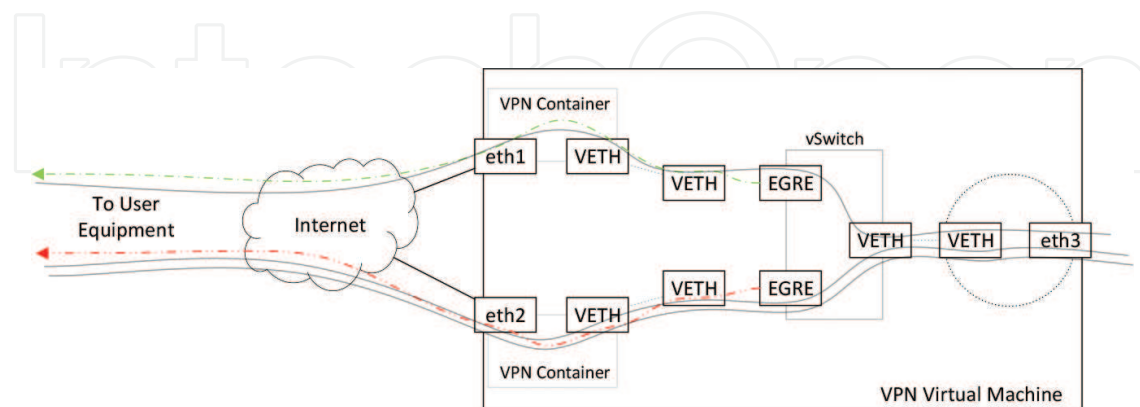 IntechOpen
VPN Container
vSwitch
eth1
VETH
VETH
EGRE
To User
Equipment
Internet
VETH
VETH
eth3
VETH
EGRE
eth2
VETH
VPN Container
VPN Virtual Machine